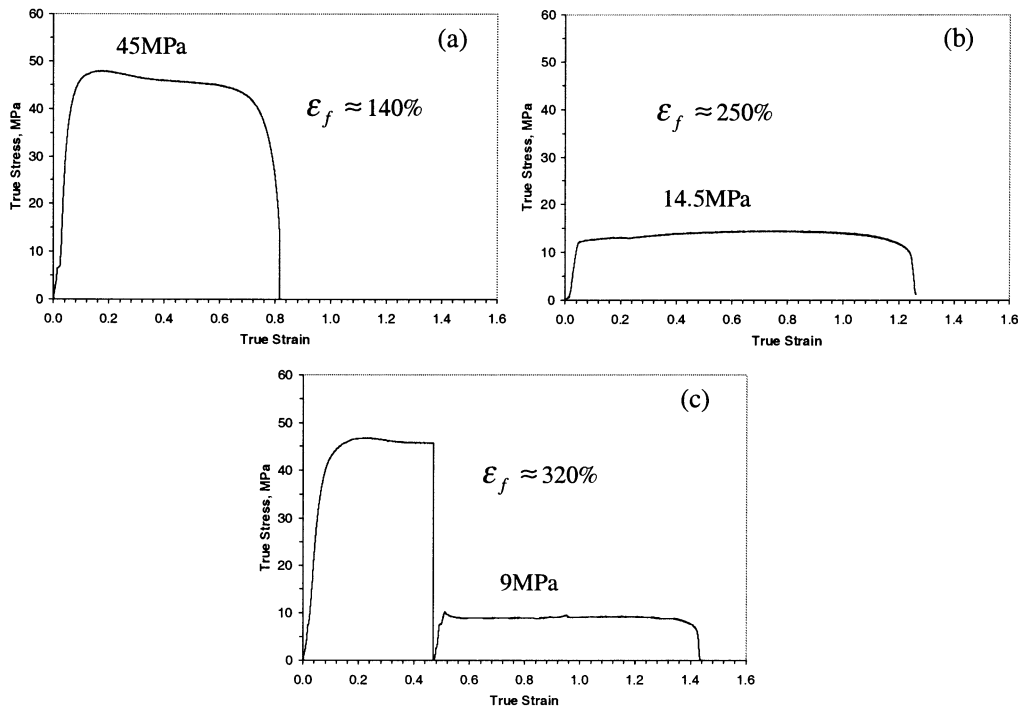 (a)
45MPa
ε_f ≈ 140%
True Stress, MPa
60
50
40
30
20
10
0
0.0 0.2 0.4 0.6 0.8 1.0 1.2 1.4 1.6
True Strain
(b)
ε_f ≈ 250%
14.5MPa
True Stress, MPa
60
50
40
30
20
10
0
0.0 0.2 0.4 0.6 0.8 1.0 1.2 1.4 1.6
True Strain
(c)
ε_f ≈ 320%
9MPa
True Stress, MPa
60
50
40
30
20
10
0
0.0 0.2 0.4 0.6 0.8 1.0 1.2 1.4 1.6
True Strain